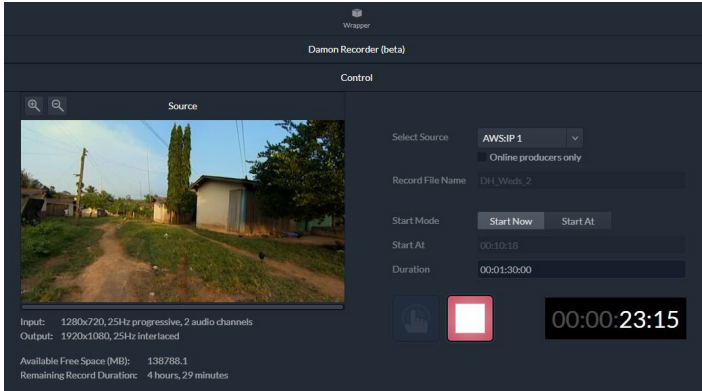 Wrapper
Damon Recorder (beta)
Control
Source
Select Source AWS:IP 1
Online producers only
Record File Name DH_Weds_2
Start Mode Start Now Start At
Start At 00:10:18
Duration 00:01:30:00
00:00:23:15
Input: 1280x720, 25Hz progressive, 2 audio channels
Output: 1920x1080, 25Hz interlaced
Available Free Space (MB): 138788.1
Remaining Record Duration: 4 hours, 29 minutes